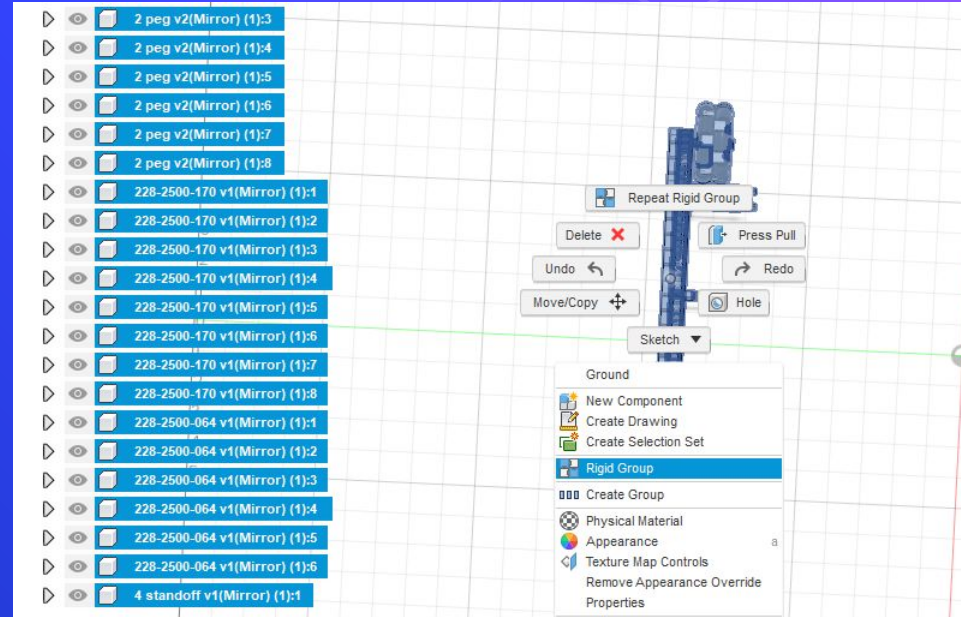 2 peg v2(Mirror) (1):3
2 peg v2(Mirror) (1):4
2 peg v2(Mirror) (1):5
2 peg v2(Mirror) (1):6
2 peg v2(Mirror) (1):7
2 peg v2(Mirror) (1):8
228-2500-170 v1(Mirror) (1):1
228-2500-170 v1(Mirror) (1):2
228-2500-170 v1(Mirror) (1):3
228-2500-170 v1(Mirror) (1):4
228-2500-170 v1(Mirror) (1):5
228-2500-170 v1(Mirror) (1):6
228-2500-170 v1(Mirror) (1):7
228-2500-170 v1(Mirror) (1):8
228-2500-064 v1(Mirror) (1):1
228-2500-064 v1(Mirror) (1):2
228-2500-064 v1(Mirror) (1):3
228-2500-064 v1(Mirror) (1):4
228-2500-064 v1(Mirror) (1):5
228-2500-064 v1(Mirror) (1):6
4 standoff v1(Mirror) (1):1
Repeat Rigid Group
Delete
Press Pull
Undo
Redo
Move/Copy
Hole
Sketch
Ground
New Component
Create Drawing
Create Selection Set
Rigid Group
Create Group
Physical Material
Appearance a
Texture Map Controls
Remove Appearance Override
Properties